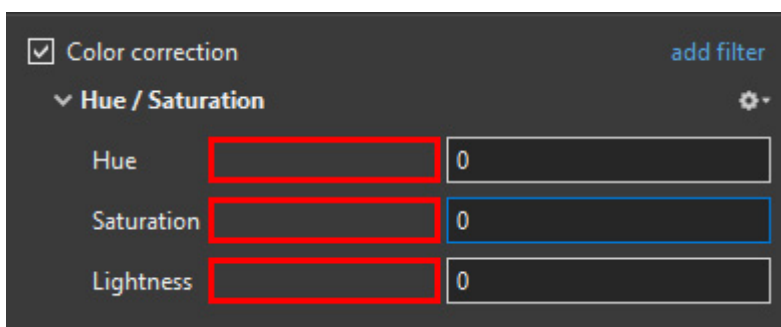 Color correction add filter
Hue / Saturation
Hue 0
Saturation 0
Lightness 0